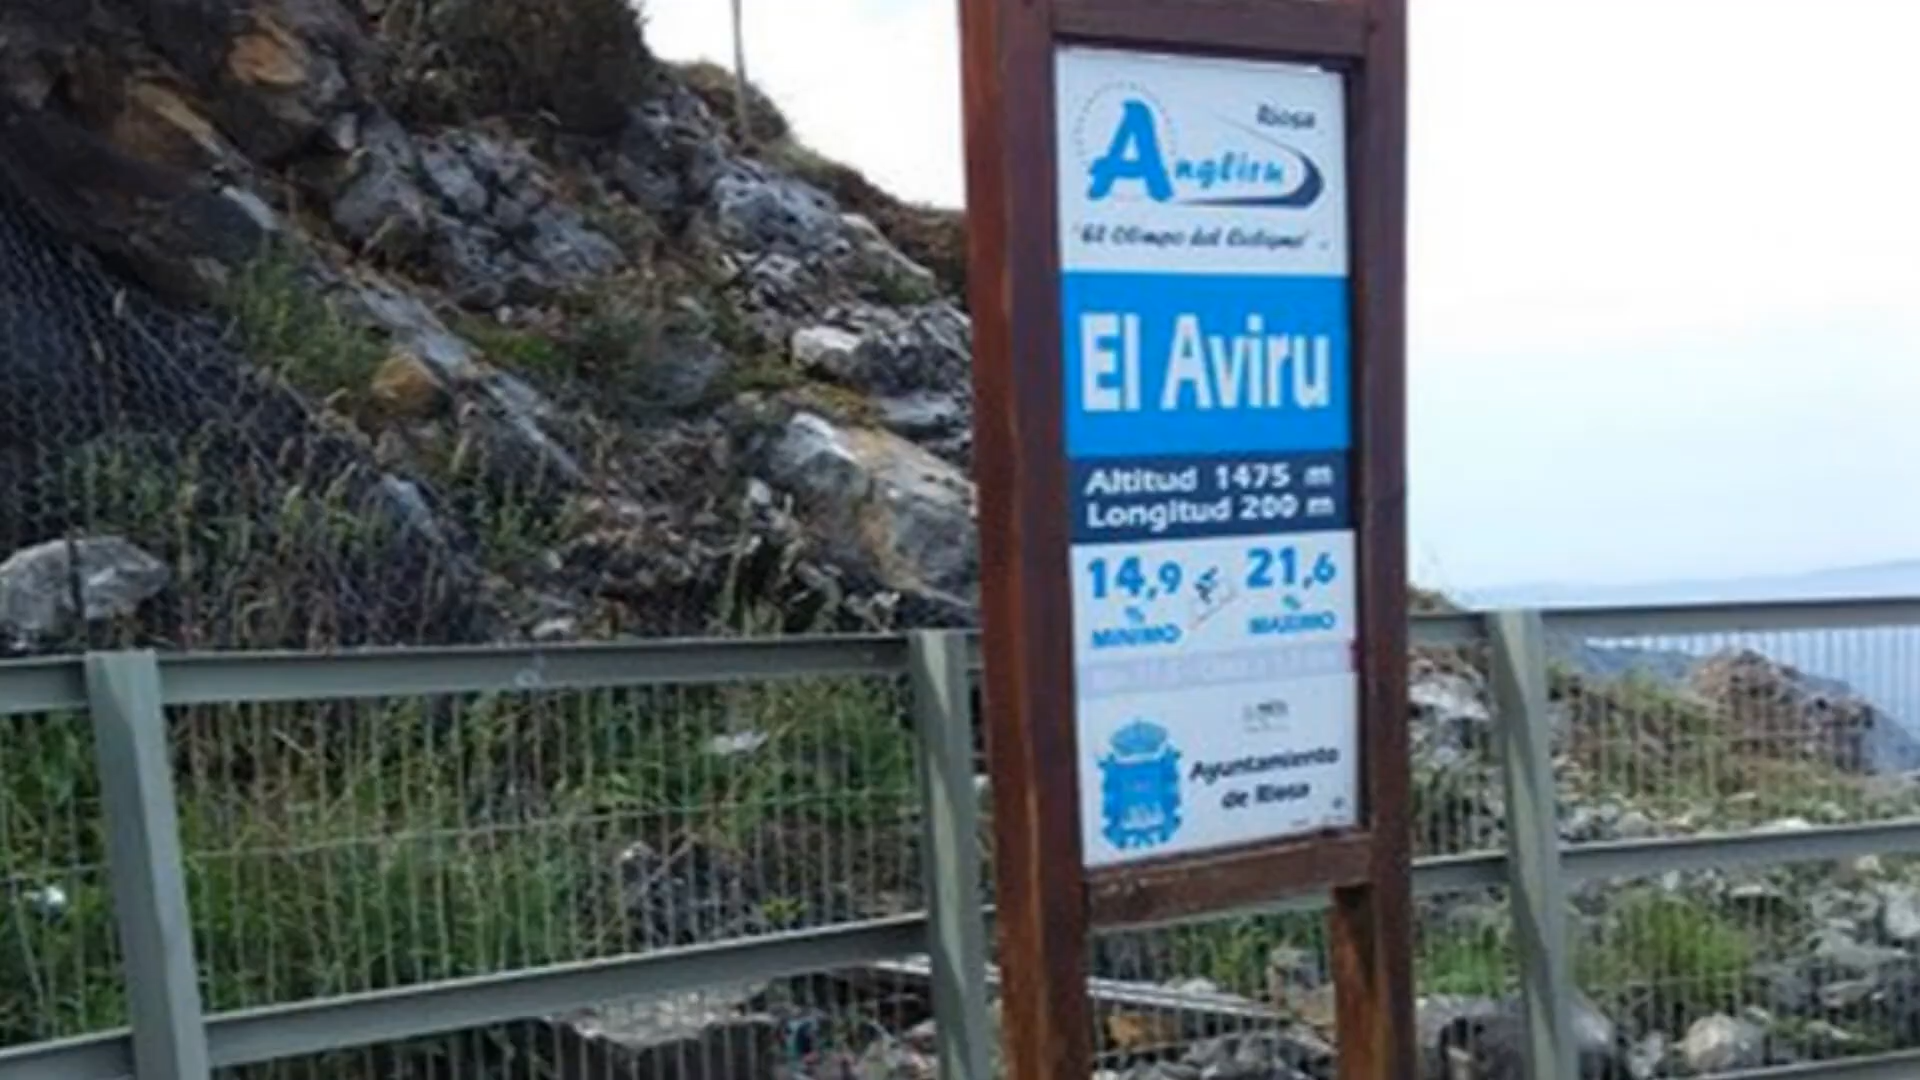 Riosa
Anglisu
"El Olimpo del Ciclismo"
El Aviru
Altitud 1475 m
Longitud 200 m
14,9 21,6
% %
MINIMO MAXIMO
Ayuntamiento
de Riosa